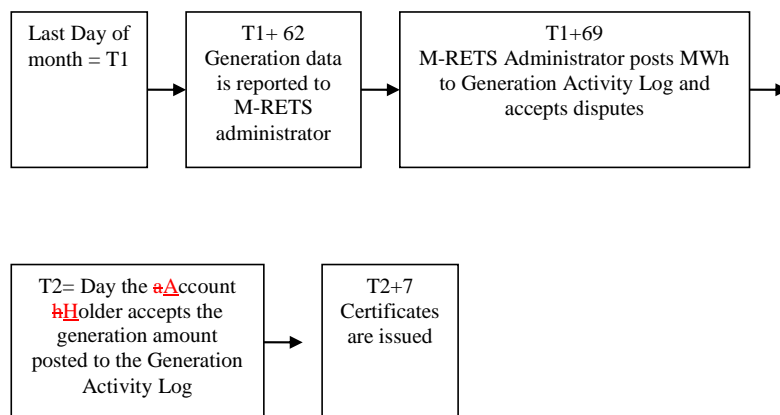 Last Day of
month = T1
T1+ 62
Generation data
is reported to
M-RETS
administrator
T1+69
M-RETS Administrator posts MWh
to Generation Activity Log and
accepts disputes
T2= Day the aAccount
hHolder accepts the
generation amount
posted to the Generation
Activity Log
T2+7
Certificates
are issued